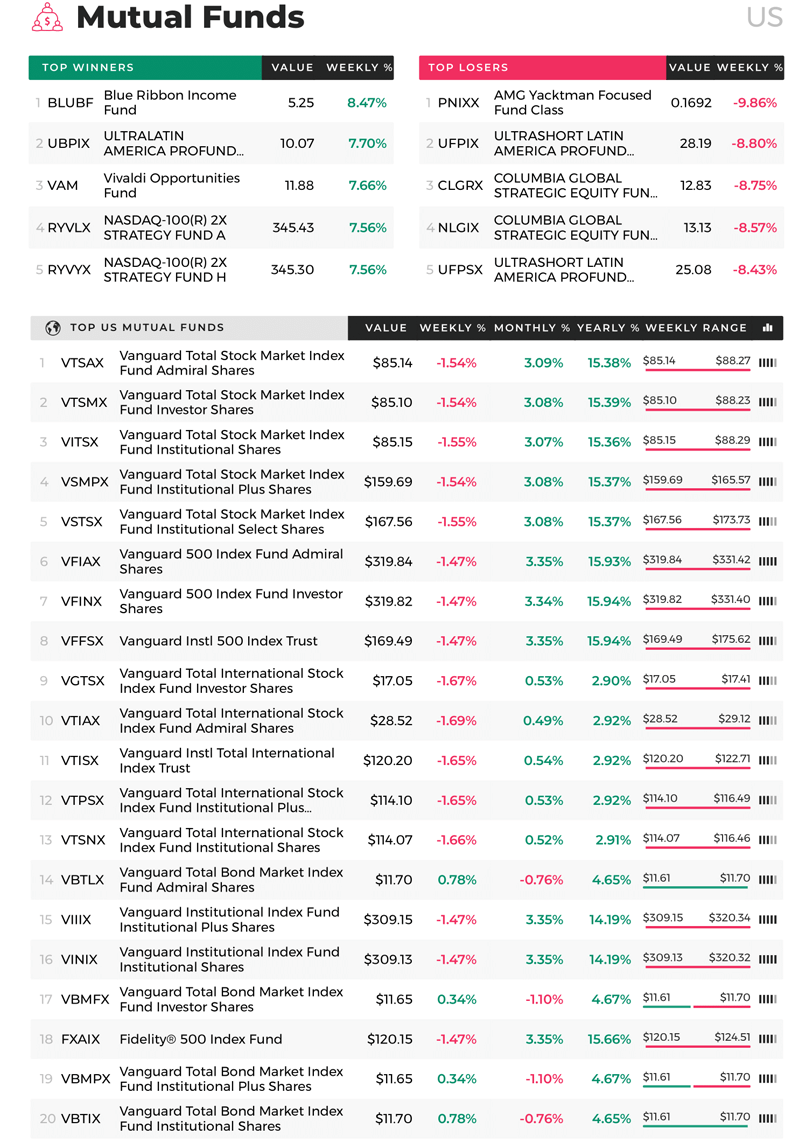 Mutual Funds
US
TOP WINNERS VALUE WEEKLY %
1 BLUBF Blue Ribbon Income Fund 5.25 8.47%
2 UBPIX ULTRALATIN AMERICA PROFUND... 10.07 7.70%
3 VAM Vivaldi Opportunities Fund 11.88 7.66%
4 RYVLX NASDAQ-100(R) 2X STRATEGY FUND A 345.43 7.56%
5 RYVYX NASDAQ-100(R) 2X STRATEGY FUND H 345.30 7.56%
TOP LOSERS VALUE WEEKLY %
1 PNIXX AMG Yacktman Focused Fund Class 0.1692 -9.86%
2 UFPIX ULTRASHORT LATIN AMERICA PROFUND... 28.19 -8.80%
3 CLGRX COLUMBIA GLOBAL STRATEGIC EQUITY FUN... 12.83 -8.75%
4 NLGIX COLUMBIA GLOBAL STRATEGIC EQUITY FUN... 13.13 -8.57%
5 UFPSX ULTRASHORT LATIN AMERICA PROFUND... 25.08 -8.43%
TOP US MUTUAL FUNDS VALUE WEEKLY % MONTHLY % YEARLY % WEEKLY RANGE
1 VTSAX Vanguard Total Stock Market Index Fund Admiral Shares $85.14 -1.54% 3.09% 15.38% $85.14 $88.27
2 VTSMX Vanguard Total Stock Market Index Fund Investor Shares $85.10 -1.54% 3.08% 15.39% $85.10 $88.23
3 VITSX Vanguard Total Stock Market Index Fund Institutional Shares $85.15 -1.55% 3.07% 15.36% $85.15 $88.29
4 VSMPX Vanguard Total Stock Market Index Fund Institutional Plus Shares $159.69 -1.54% 3.08% 15.37% $159.69 $165.57
5 VSTSX Vanguard Total Stock Market Index Fund Institutional Select Shares $167.56 -1.55% 3.08% 15.37% $167.56 $173.73
6 VFIAX Vanguard 500 Index Fund Admiral Shares $319.84 -1.47% 3.35% 15.93% $319.84 $331.42
7 VFINX Vanguard 500 Index Fund Investor Shares $319.82 -1.47% 3.34% 15.94% $319.82 $331.40
8 VFFSX Vanguard Instl 500 Index Trust $169.49 -1.47% 3.35% 15.94% $169.49 $175.62
9 VGTSX Vanguard Total International Stock Index Fund Investor Shares $17.05 -1.67% 0.53% 2.90% $17.05 $17.41
10 VTIAX Vanguard Total International Stock Index Fund Admiral Shares $28.52 -1.69% 0.49% 2.92% $28.52 $29.12
11 VTISX Vanguard Instl Total International Index Trust $120.20 -1.65% 0.54% 2.92% $120.20 $122.71
12 VTPSX Vanguard Total International Stock Index Fund Institutional Plus... $114.10 -1.65% 0.53% 2.92% $114.10 $116.49
13 VTSNX Vanguard Total International Stock Index Fund Institutional Shares $114.07 -1.66% 0.52% 2.91% $114.07 $116.46
14 VBTLX Vanguard Total Bond Market Index Fund Admiral Shares $11.70 0.78% -0.76% 4.65% $11.61 $11.70
15 VIIIX Vanguard Institutional Index Fund Institutional Plus Shares $309.15 -1.47% 3.35% 14.19% $309.15 $320.34
16 VINIX Vanguard Institutional Index Fund Institutional Shares $309.13 -1.47% 3.35% 14.19% $309.13 $320.32
17 VBMFX Vanguard Total Bond Market Index Fund Investor Shares $11.65 0.34% -1.10% 4.67% $11.61 $11.70
18 FXAIX Fidelity® 500 Index Fund $120.15 -1.47% 3.35% 15.66% $120.15 $124.51
19 VBMPX Vanguard Total Bond Market Index Fund Institutional Plus Shares $11.65 0.34% -1.10% 4.67% $11.61 $11.70
20 VBTIX Vanguard Total Bond Market Index Fund Institutional Shares $11.70 0.78% -0.76% 4.65% $11.61 $11.70